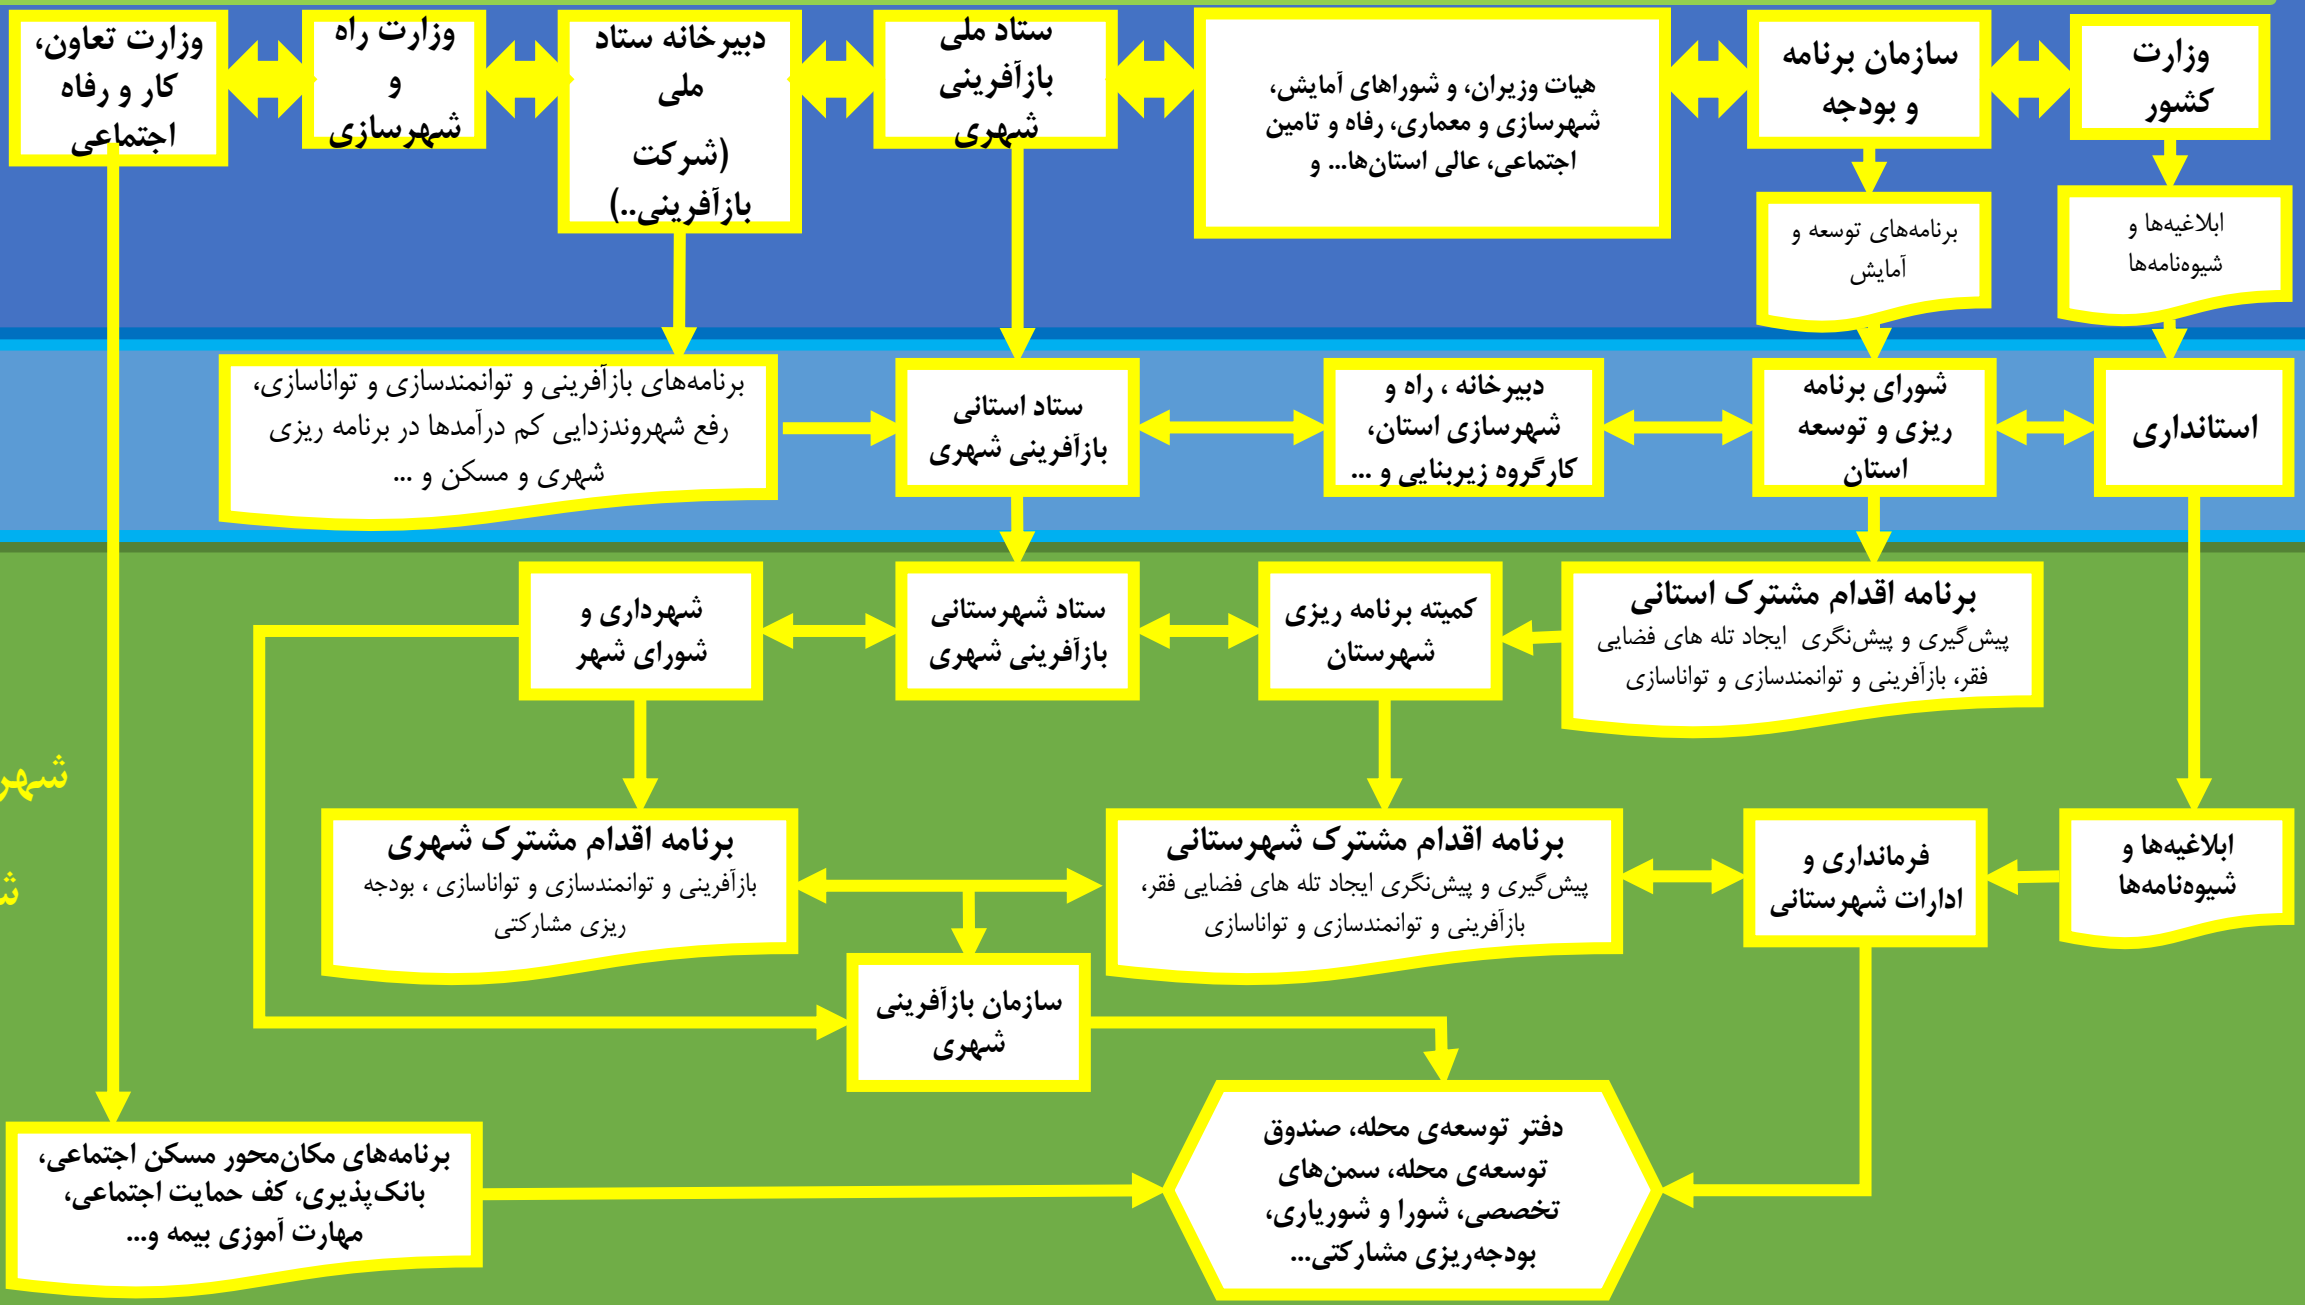 وزارت
کشور
سازمان برنامه
و بودجه
هیات وزیران، و شوراهای آمایش،
شهرسازی و معماری، رفاه و تامین
اجتماعی، عالی استان‌ها... و
ستاد ملی
بازآفرینی
شهری
دبیرخانه ستاد
ملی
(شرکت
بازآفرینی..)
وزارت راه
و
شهرسازی
وزارت تعاون،
کار و رفاه
اجتماعی
ابلاغیه‌ها و
شیوه‌نامه‌ها
برنامه‌های توسعه و
آمایش
استانداری
شورای برنامه
ریزی و توسعه
استان
دبیرخانه ، راه و
شهرسازی استان،
کارگروه زیربنایی و ...
ستاد استانی
بازآفرینی شهری
برنامه‌های بازآفرینی و توانمندسازی و تواناسازی،
رفع شهروندزدایی کم درآمدها در برنامه ریزی
شهری و مسکن و ...
برنامه اقدام مشترک استانی
پیش‌گیری و پیش‌نگری ایجاد تله های فضایی
فقر، بازآفرینی و توانمندسازی و تواناسازی
کمیته برنامه ریزی
شهرستان
ستاد شهرستانی
بازآفرینی شهری
شهرداری و
شورای شهر
ابلاغیه‌ها و
شیوه‌نامه‌ها
فرمانداری و
ادارات شهرستانی
برنامه اقدام مشترک شهرستانی
پیش‌گیری و پیش‌نگری ایجاد تله های فضایی فقر،
بازآفرینی و توانمندسازی و تواناسازی
برنامه اقدام مشترک شهری
بازآفرینی و توانمندسازی و تواناسازی ، بودجه
ریزی مشارکتی
سازمان بازآفرینی
شهری
دفتر توسعه‌ی محله، صندوق
توسعه‌ی محله، سمن‌های
تخصصی، شورا و شوریاری،
بودجه‌ریزی مشارکتی...
برنامه‌های مکان‌محور مسکن اجتماعی،
بانک‌پذیری، کف حمایت اجتماعی،
مهارت آموزی بیمه و...